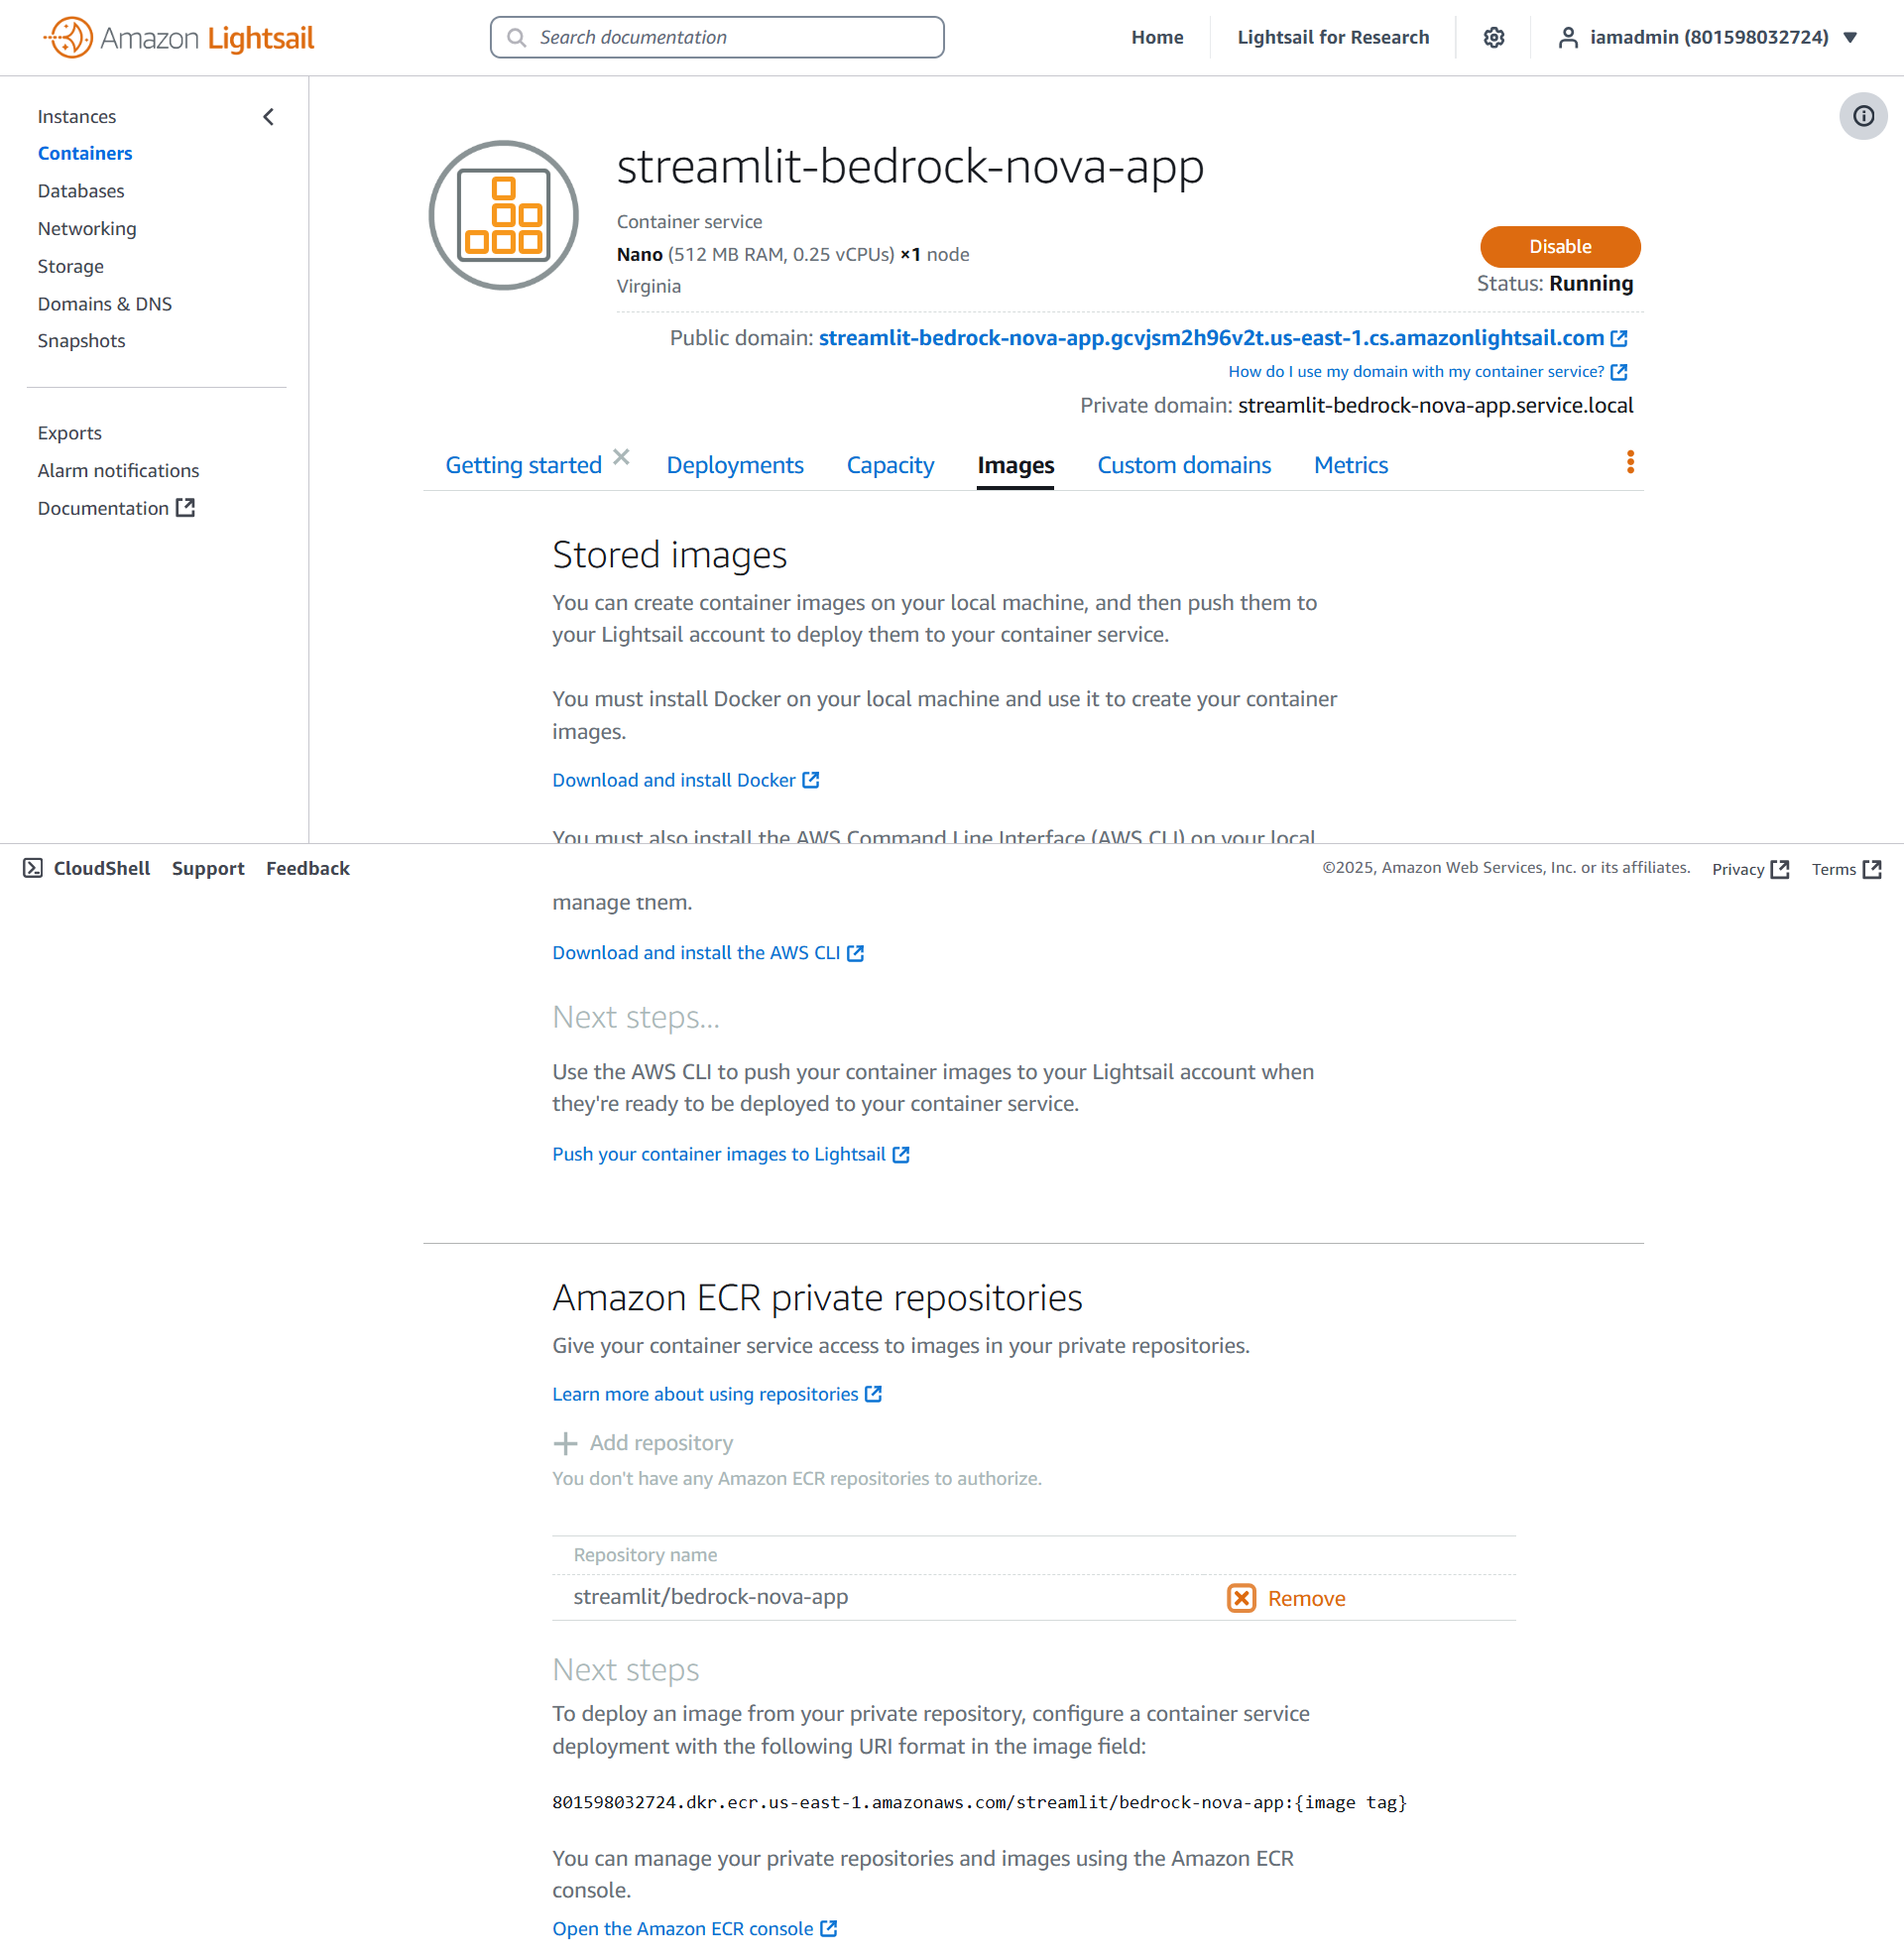 Amazon Lightsail
Search documentation
Home
Lightsail for Research
iamadmin (801598032724)
Instances
Containers
Databases
Networking
Storage
Domains & DNS
Snapshots
Exports
Alarm notifications
Documentation
streamlit-bedrock-nova-app
Container service
Nano (512 MB RAM, 0.25 vCPUs) ×1 node
Virginia
Disable
Status: Running
Public domain: streamlit-bedrock-nova-app.gcvjsm2h96v2t.us-east-1.cs.amazonlightsail.com
How do I use my domain with my container service?
Private domain: streamlit-bedrock-nova-app.service.local
Getting started
Deployments
Capacity
Images
Custom domains
Metrics
Stored images
You can create container images on your local machine, and then push them to
your Lightsail account to deploy them to your container service.
You must install Docker on your local machine and use it to create your container
images.
Download and install Docker
You must also install the AWS Command Line Interface (AWS CLI) on your local
CloudShell
Support
Feedback
©2025, Amazon Web Services, Inc. or its affiliates.
Privacy
Terms
manage them.
Download and install the AWS CLI
Next steps...
Use the AWS CLI to push your container images to your Lightsail account when
they're ready to be deployed to your container service.
Push your container images to Lightsail
Amazon ECR private repositories
Give your container service access to images in your private repositories.
Learn more about using repositories
Add repository
You don't have any Amazon ECR repositories to authorize.
Repository name
streamlit/bedrock-nova-app
Remove
Next steps
To deploy an image from your private repository, configure a container service
deployment with the following URI format in the image field:
801598032724.dkr.ecr.us-east-1.amazonaws.com/streamlit/bedrock-nova-app:{image tag}
You can manage your private repositories and images using the Amazon ECR
console.
Open the Amazon ECR console